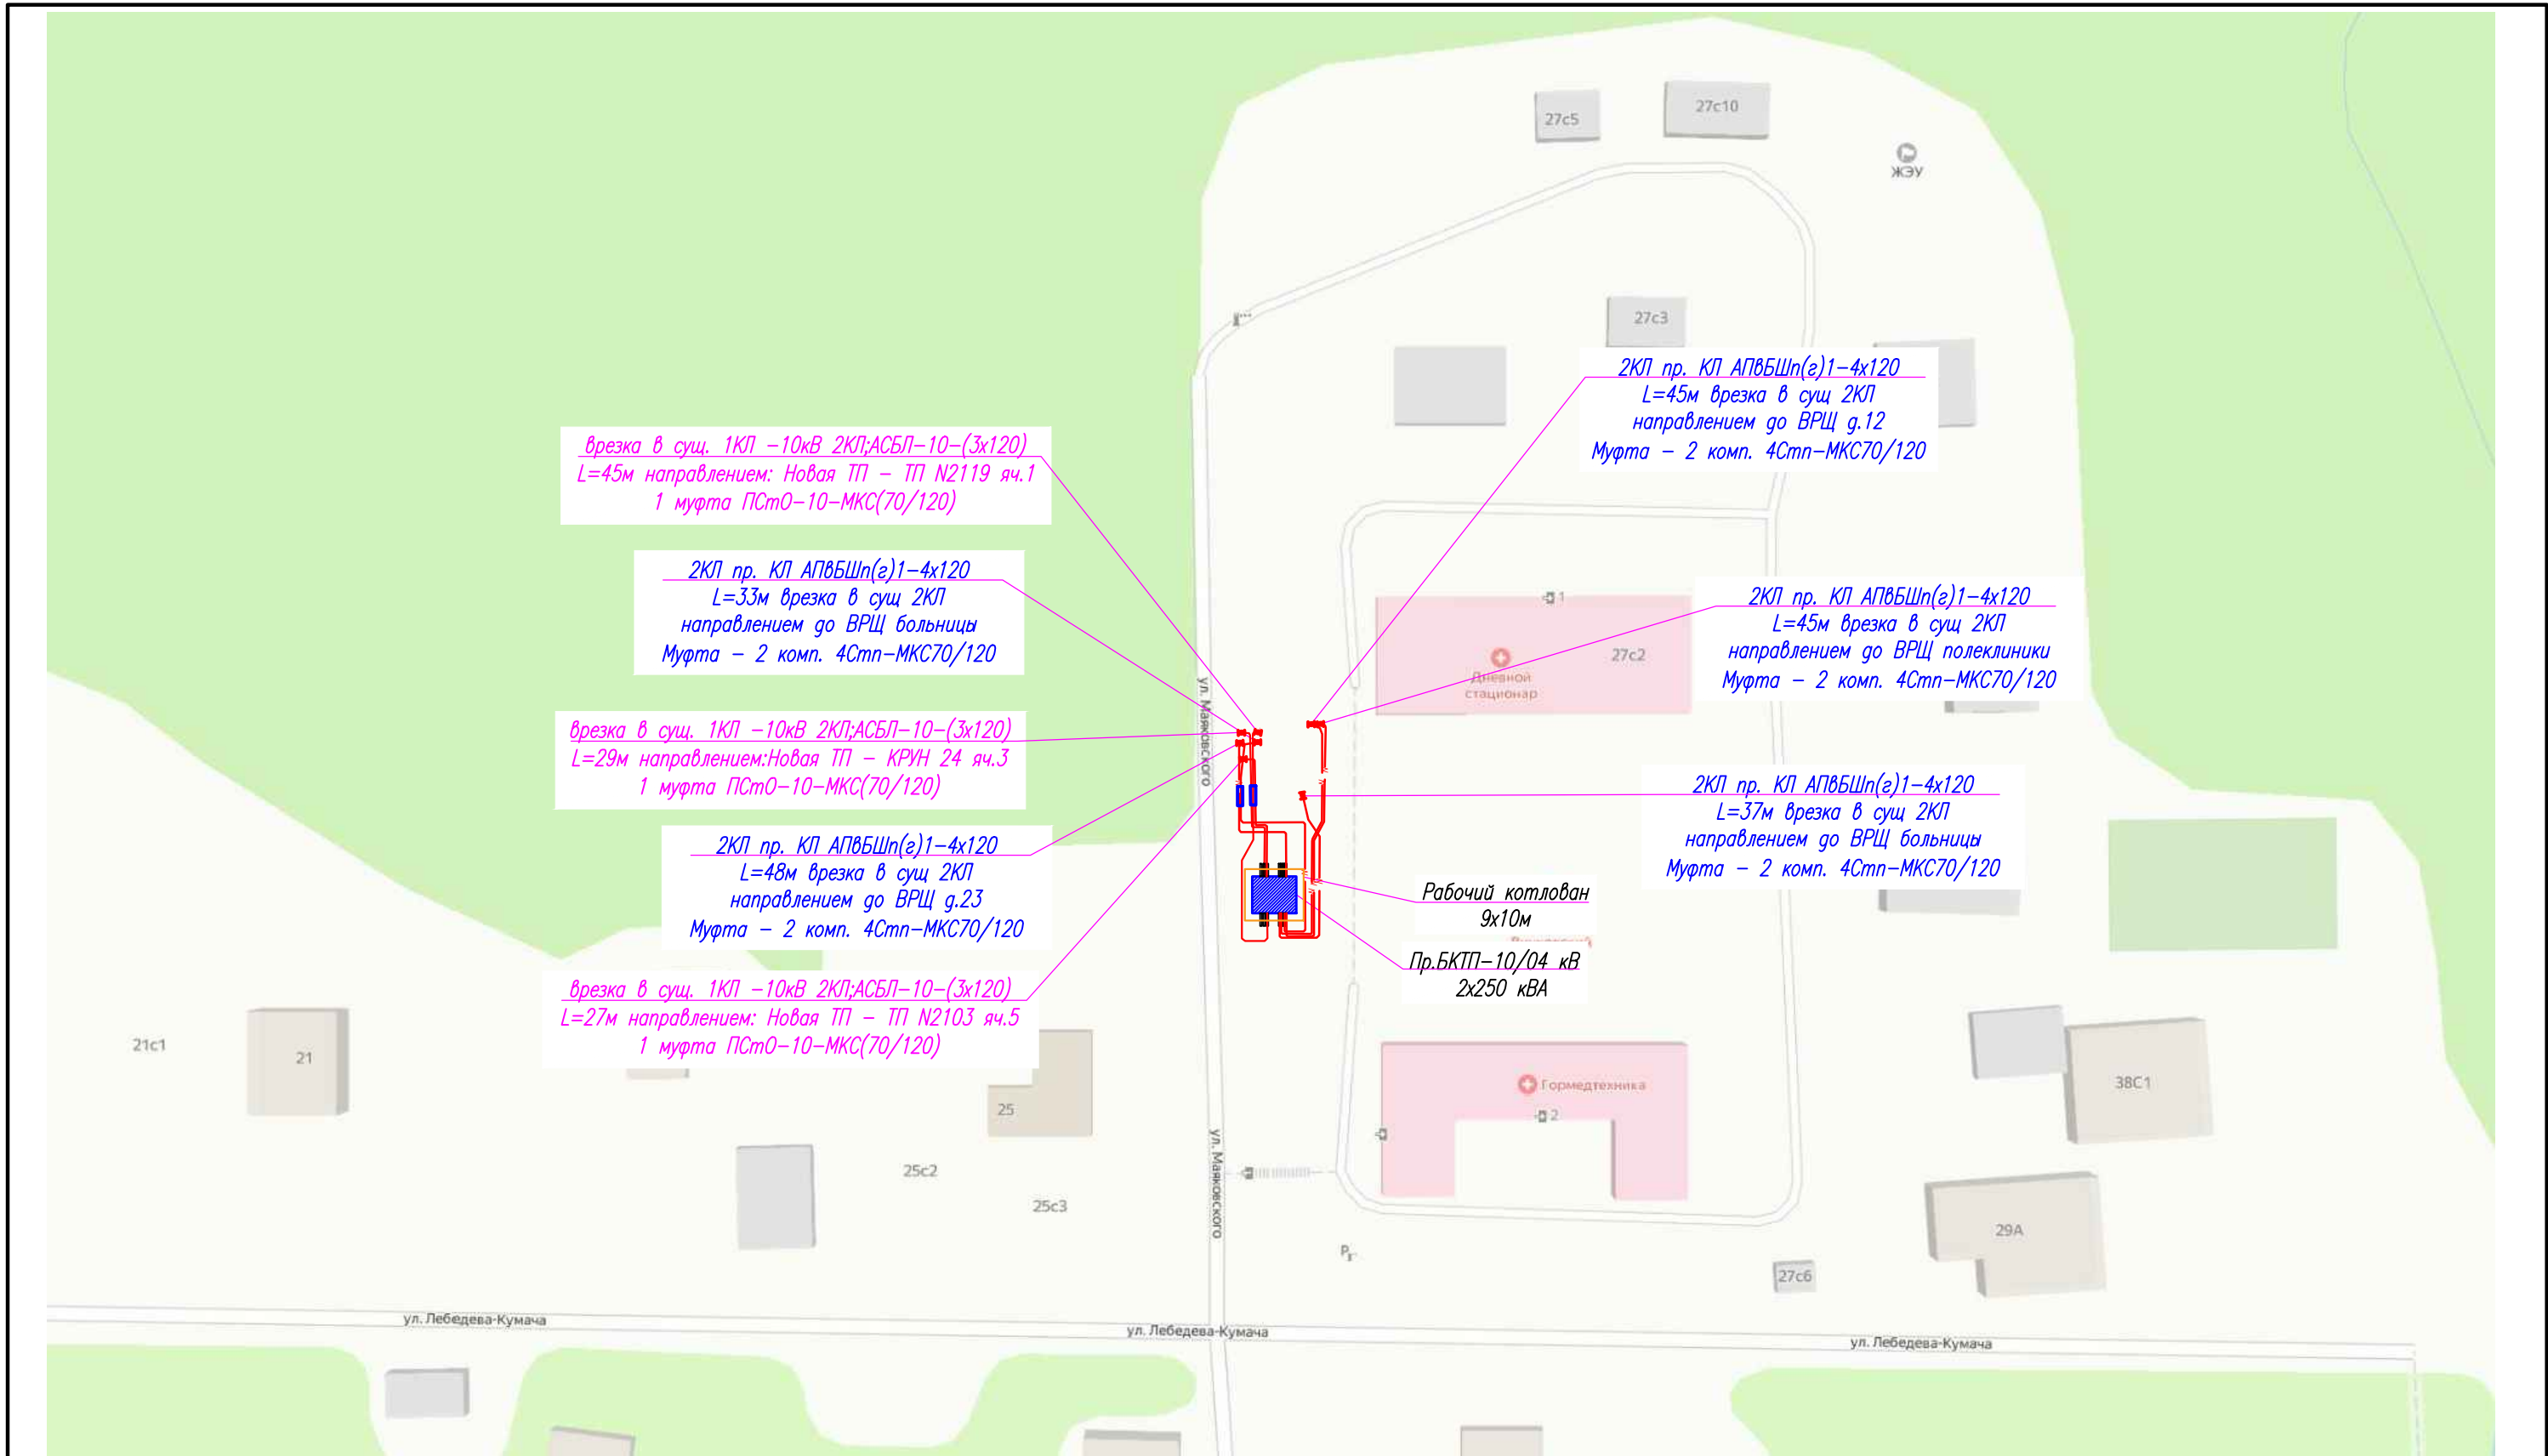 27с5
27с10
ЖЭУ
27с3
2КЛ пр. КЛ АПвБШп(г)1-4х120
L=45м врезка в сущ 2КЛ
направлением до ВРЩ д.12
Муфта - 2 комп. 4Стп-МКС70/120
врезка в сущ. 1КЛ -10кВ 2КЛ;АСБЛ-10-(3х120)
L=45м направлением: Новая ТП - ТП N2119 яч.1
1 муфта ПСтО-10-МКС(70/120)
2КЛ пр. КЛ АПвБШп(г)1-4х120
L=33м врезка в сущ 2КЛ
направлением до ВРЩ больницы
Муфта - 2 комп. 4Стп-МКС70/120
1
27с2
Дневной
стационар
2КЛ пр. КЛ АПвБШп(г)1-4х120
L=45м врезка в сущ 2КЛ
направлением до ВРЩ полеклиники
Муфта - 2 комп. 4Стп-МКС70/120
ул. Маяковского
врезка в сущ. 1КЛ -10кВ 2КЛ;АСБЛ-10-(3х120)
L=29м направлением:Новая ТП - КРУН 24 яч.3
1 муфта ПСтО-10-МКС(70/120)
2КЛ пр. КЛ АПвБШп(г)1-4х120
L=37м врезка в сущ 2КЛ
направлением до ВРЩ больницы
Муфта - 2 комп. 4Стп-МКС70/120
2КЛ пр. КЛ АПвБШп(г)1-4х120
L=48м врезка в сущ 2КЛ
направлением до ВРЩ д.23
Муфта - 2 комп. 4Стп-МКС70/120
Рабочий котлован
9х10м
Пр.БКТП-10/04 кВ
2х250 кВА
врезка в сущ. 1КЛ -10кВ 2КЛ;АСБЛ-10-(3х120)
L=27м направлением: Новая ТП - ТП N2103 яч.5
1 муфта ПСтО-10-МКС(70/120)
21с1
21
25
Гормедтехника
2
38С1
25с2
25с3
ул. Маяковского
29А
P
27с6
ул. Лебедева-Кумача
ул. Лебедева-Кумача
ул. Лебедева-Кумача